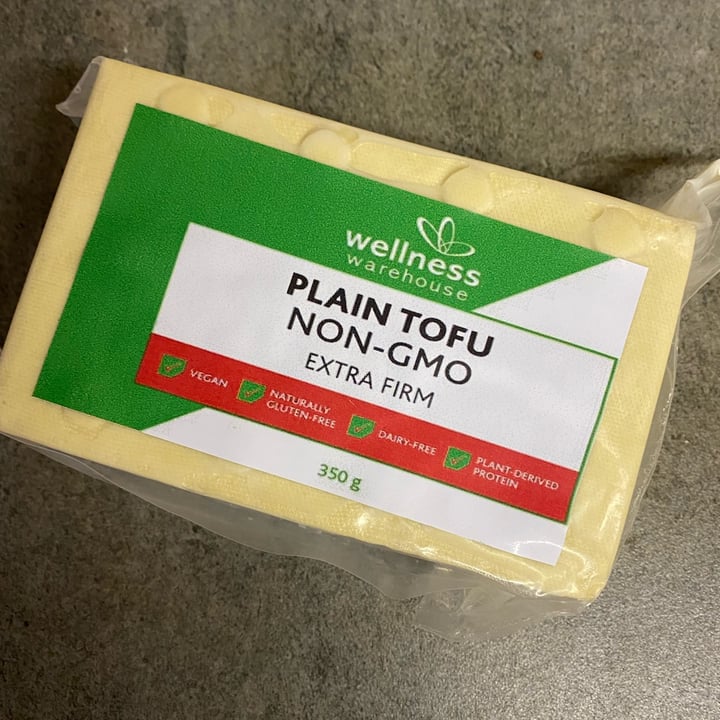 wellness
warehouse
PLAIN TOFU
NON-GMO
EXTRA FIRM
VEGAN
NATURALLY
GLUTEN-FREE
DAIRY-FREE
PLANT-DERIVED
PROTEIN
350 g